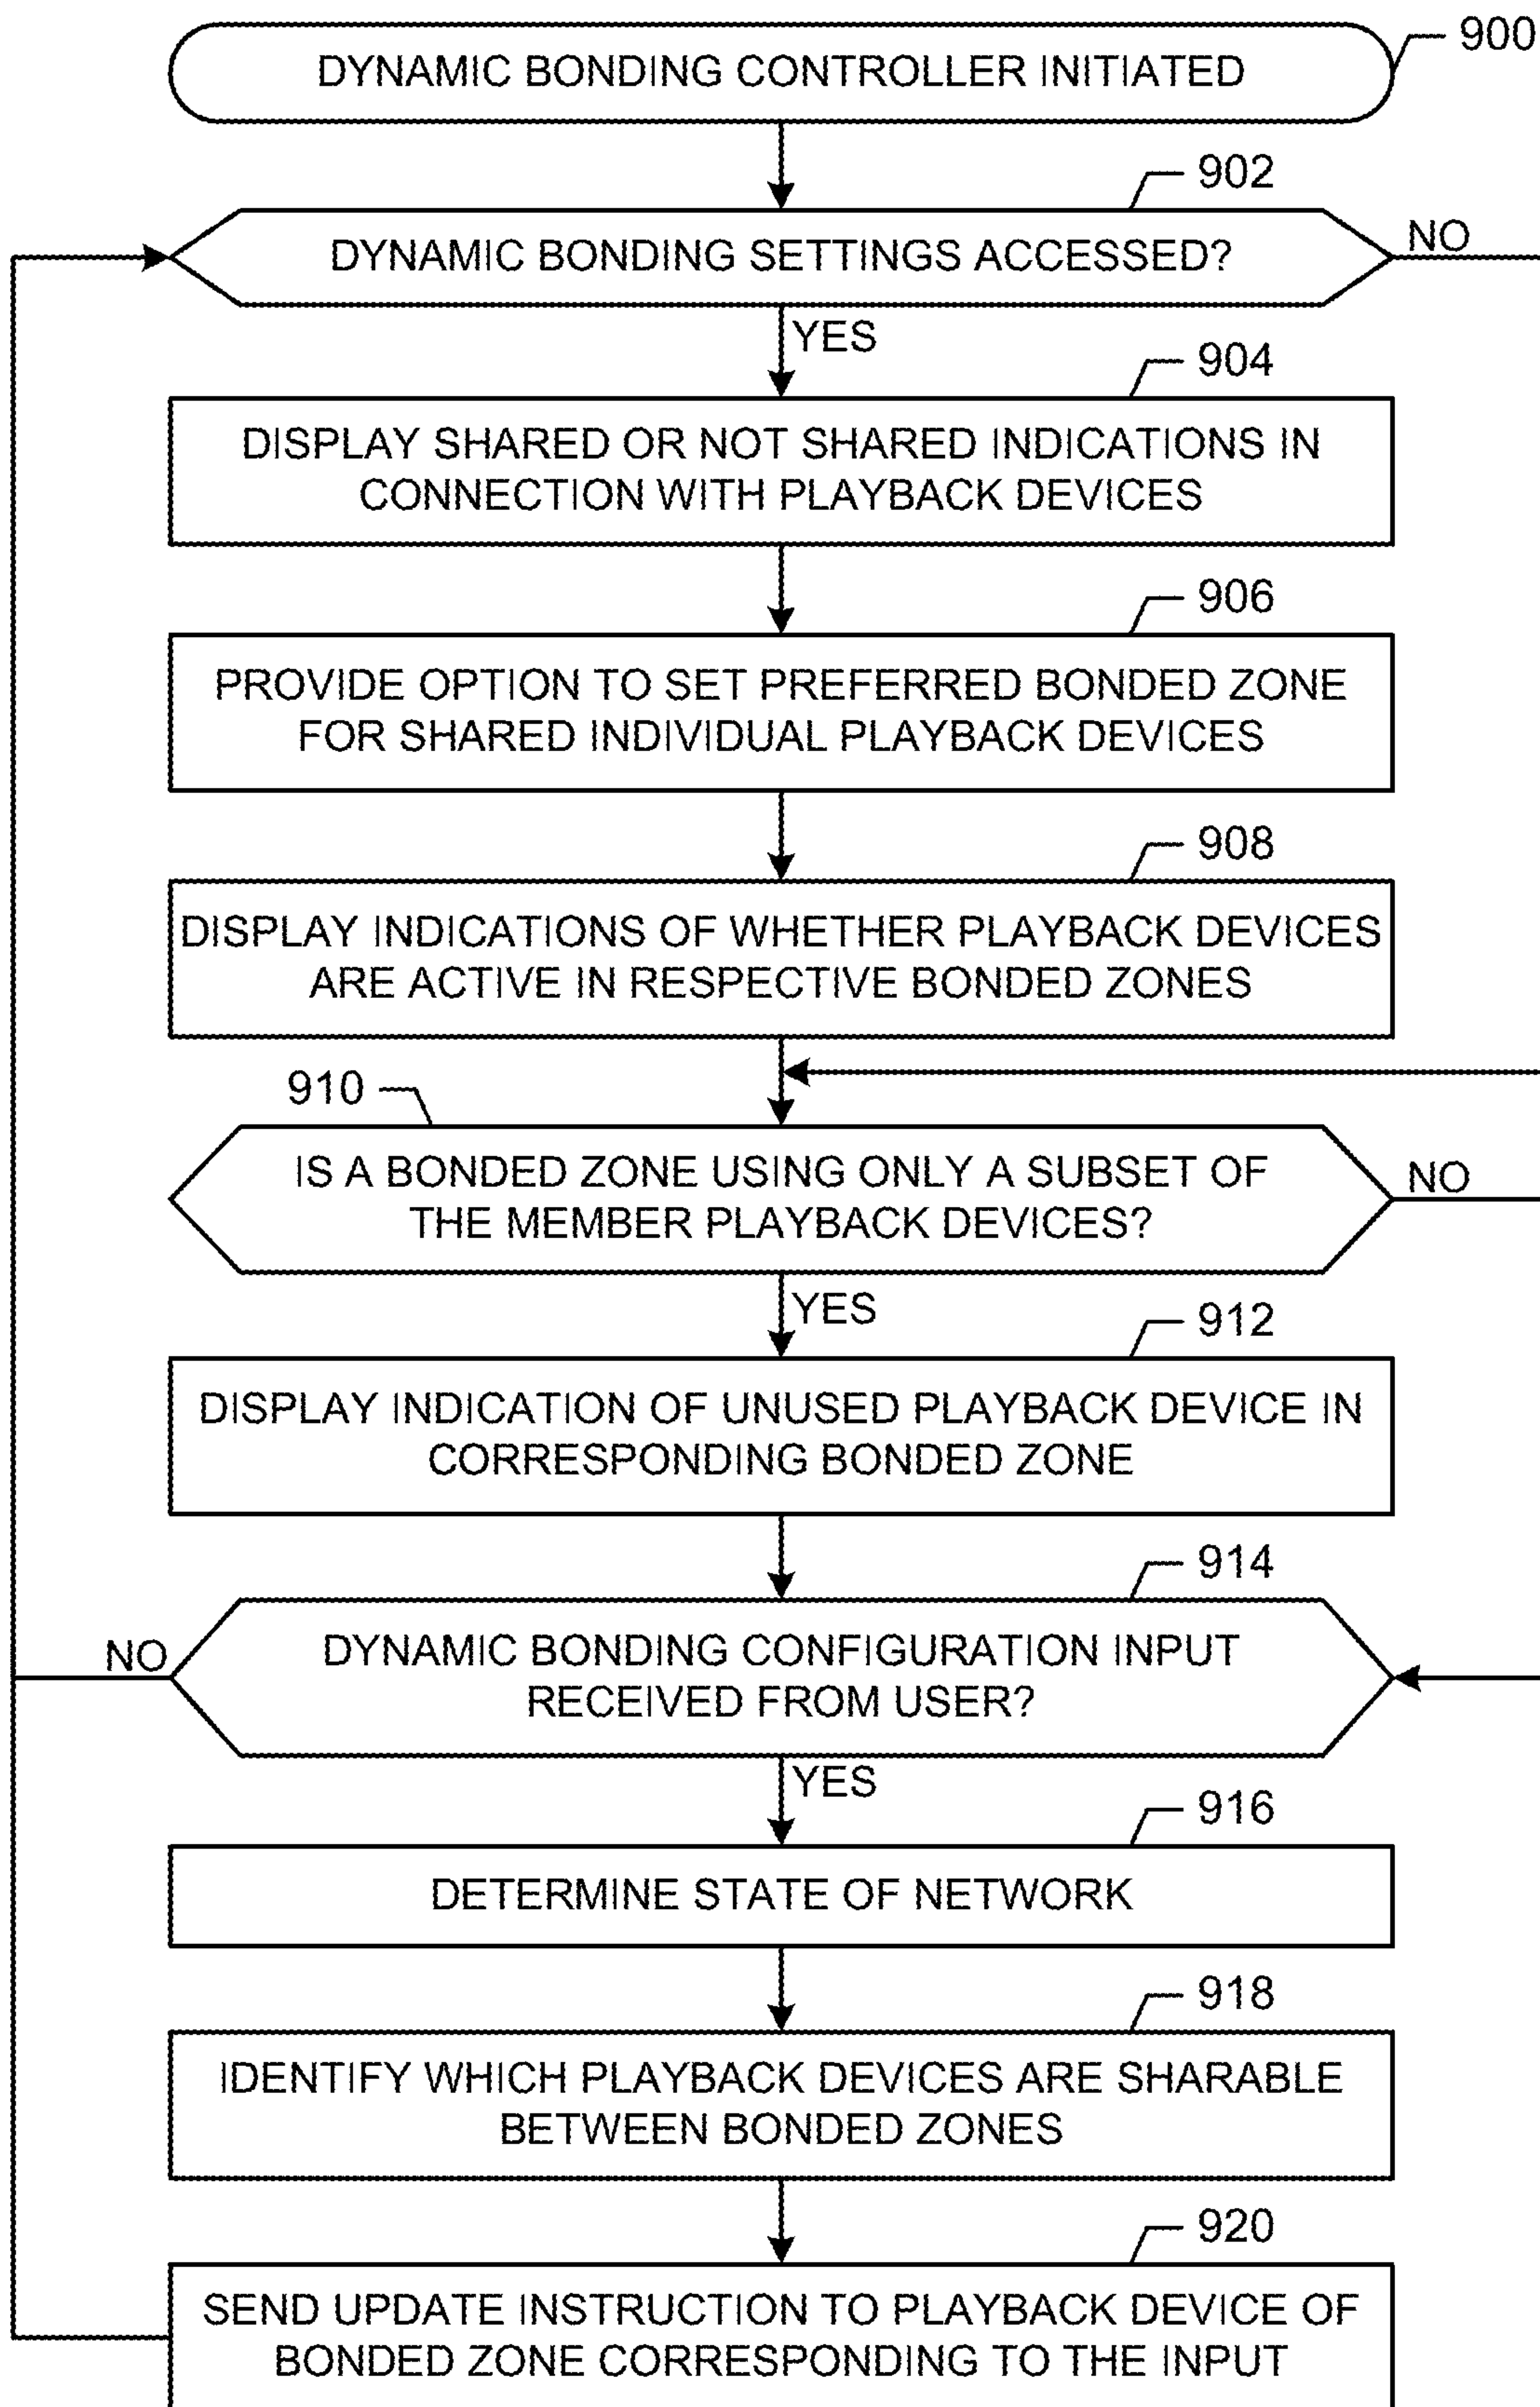 900
DYNAMIC BONDING CONTROLLER INITIATED
902
DYNAMIC BONDING SETTINGS ACCESSED?
NO
YES
904
DISPLAY SHARED OR NOT SHARED INDICATIONS IN
CONNECTION WITH PLAYBACK DEVICES
906
PROVIDE OPTION TO SET PREFERRED BONDED ZONE
FOR SHARED INDIVIDUAL PLAYBACK DEVICES
908
DISPLAY INDICATIONS OF WHETHER PLAYBACK DEVICES
ARE ACTIVE IN RESPECTIVE BONDED ZONES
910
IS A BONDED ZONE USING ONLY A SUBSET OF
THE MEMBER PLAYBACK DEVICES?
NO
YES
912
DISPLAY INDICATION OF UNUSED PLAYBACK DEVICE IN
CORRESPONDING BONDED ZONE
914
DYNAMIC BONDING CONFIGURATION INPUT
RECEIVED FROM USER?
NO
YES
916
DETERMINE STATE OF NETWORK
918
IDENTIFY WHICH PLAYBACK DEVICES ARE SHARABLE
BETWEEN BONDED ZONES
920
SEND UPDATE INSTRUCTION TO PLAYBACK DEVICE OF
BONDED ZONE CORRESPONDING TO THE INPUT